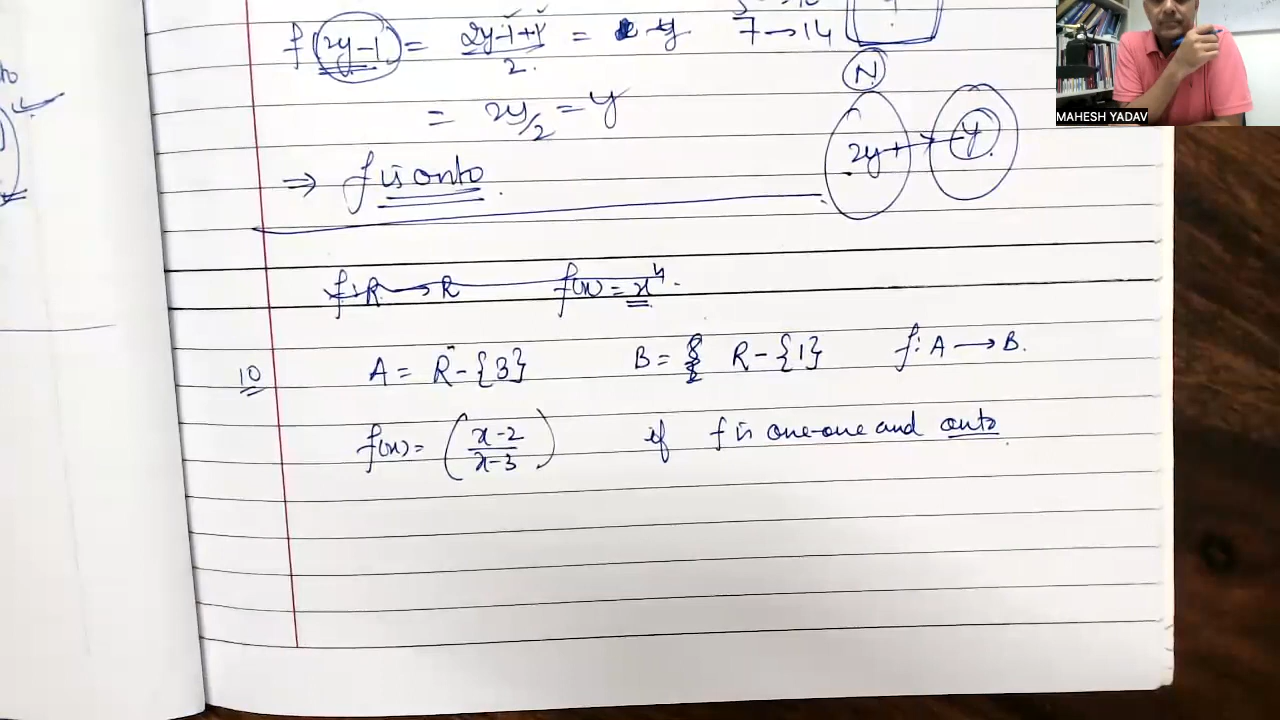 f(2y-1) = 2y-1+1/2. = y 7→14
N
= 2y/2 = y
2y+ y
⇒ f is onto.
f: R → R f(x) = x⁴.
10 A = R-{3} B = R-{1} f: A → B.
f(x) = (x-2/x-3) if f is one-one and onto.
MAHESH YADAV